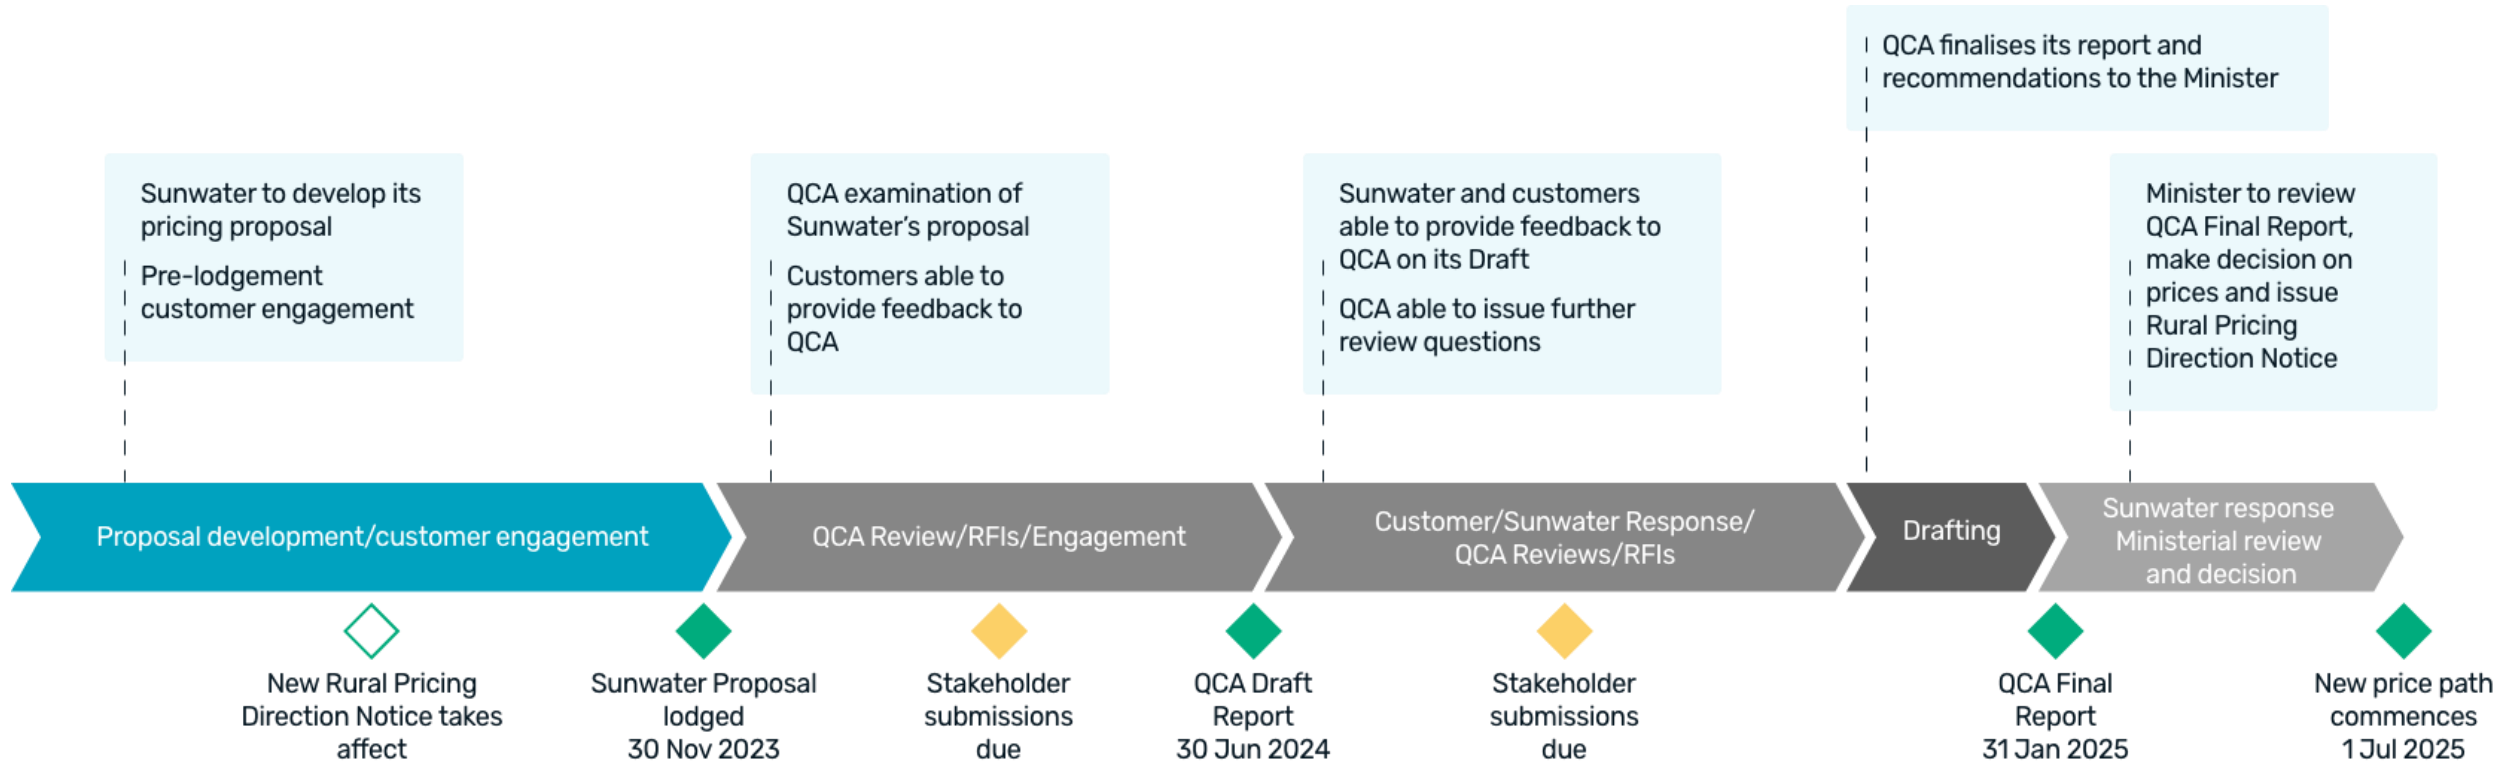 QCA finalises its report and
recommendations to the Minister
Sunwater to develop its
pricing proposal
Pre-lodgement
customer engagement
QCA examination of
Sunwater's proposal
Customers able to
provide feedback to
QCA
Sunwater and customers
able to provide feedback to
QCA on its Draft
QCA able to issue further
review questions
Minister to review
QCA Final Report,
make decision on
prices and issue
Rural Pricing
Direction Notice
Proposal development/customer engagement
QCA Review/RFIs/Engagement
Customer/Sunwater Response/
QCA Reviews/RFIs
Drafting
Sunwater response
Ministerial review
and decision
New Rural Pricing
Direction Notice takes
affect
Sunwater Proposal
lodged
30 Nov 2023
Stakeholder
submissions
due
QCA Draft
Report
30 Jun 2024
Stakeholder
submissions
due
QCA Final
Report
31 Jan 2025
New price path
commences
1 Jul 2025